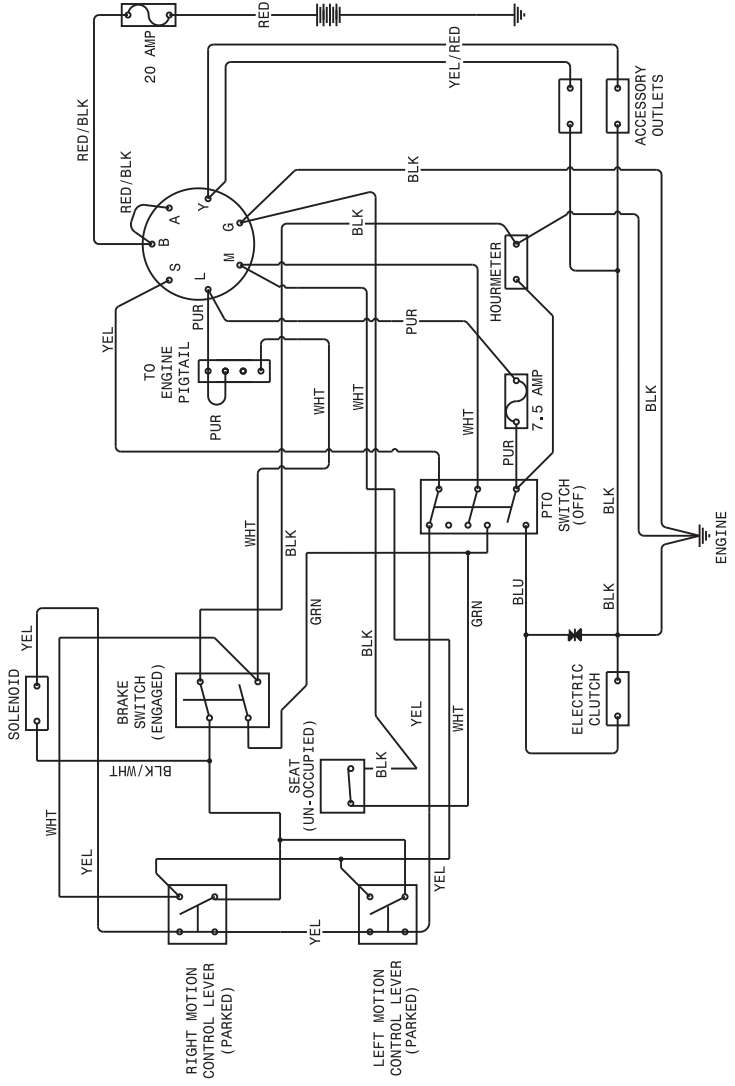 RED
20 AMP
RED/BLK
RED/BLK
YEL/RED
ACCESSORY
OUTLETS
A
B
S
L
M
G
Y
BLK
BLK
HOURMETER
YEL
PUR
TO
ENGINE
PIGTAIL
PUR
PUR
WHT
WHT
WHT
7.5 AMP
PUR
BLK
PTO
SWITCH
(OFF)
BLK
ENGINE
WHT
BLK
GRN
BLK
GRN
BLU
BLK
SOLENOID
YEL
BRAKE
SWITCH
(ENGAGED)
BLK/WHT
SEAT
(UN-OCCUPIED)
BLK
YEL
WHT
ELECTRIC
CLUTCH
WHT
YEL
YEL
YEL
RIGHT MOTION
CONTROL LEVER
(PARKED)
LEFT MOTION
CONTROL LEVER
(PARKED)